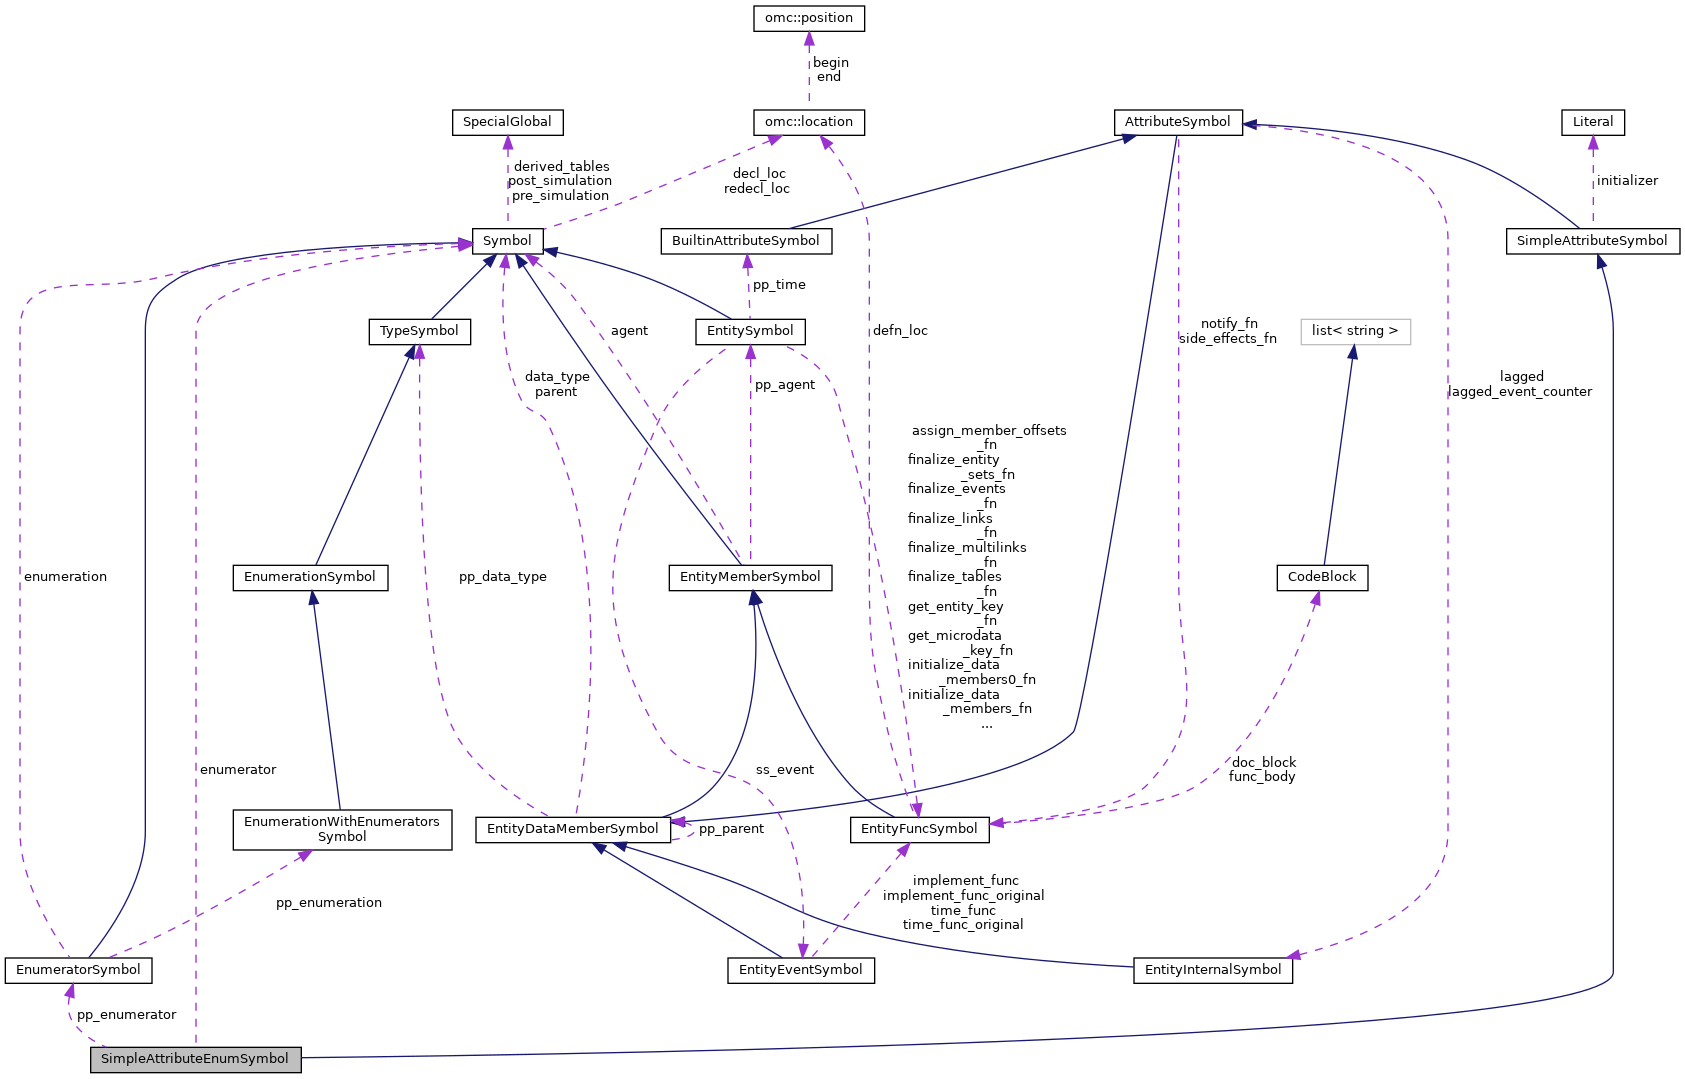 omc::position
begin
end
SpecialGlobal
omc::location
AttributeSymbol
Literal
derived_tables
post_simulation
pre_simulation
decl_loc
redecl_loc
initializer
Symbol
BuiltinAttributeSymbol
SimpleAttributeSymbol
pp_time
TypeSymbol
agent
EntitySymbol
defn_loc
notify_fn
side_effects_fn
list< string >
data_type
parent
pp_agent
lagged
lagged_event_counter
assign_member_offsets
_fn
finalize_entity
_sets_fn
finalize_events
_fn
finalize_links
_fn
finalize_multilinks
_fn
finalize_tables
_fn
get_entity_key
_fn
get_microdata
_key_fn
initialize_data
_members0_fn
initialize_data
_members_fn
...
enumeration
EnumerationSymbol
pp_data_type
EntityMemberSymbol
CodeBlock
enumerator
ss_event
doc_block
func_body
EnumerationWithEnumerators
Symbol
EntityDataMemberSymbol
pp_parent
EntityFuncSymbol
pp_enumeration
implement_func
implement_func_original
time_func
time_func_original
EnumeratorSymbol
EntityEventSymbol
EntityInternalSymbol
pp_enumerator
SimpleAttributeEnumSymbol